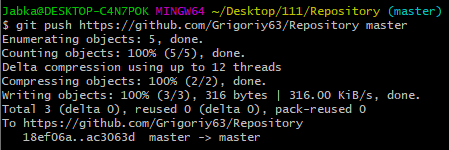 Jabka@DESKTOP-C4N7POK MINGW64 ~/Desktop/111/Repository (master)
$ git push https://github.com/Grigoriy63/Repository master
Enumerating objects: 5, done.
Counting objects: 100% (5/5), done.
Delta compression using up to 12 threads
Compressing objects: 100% (2/2), done.
Writing objects: 100% (3/3), 316 bytes | 316.00 KiB/s, done.
Total 3 (delta 0), reused 0 (delta 0), pack-reused 0
To https://github.com/Grigoriy63/Repository
   18ef06a..ac3063d  master -> master